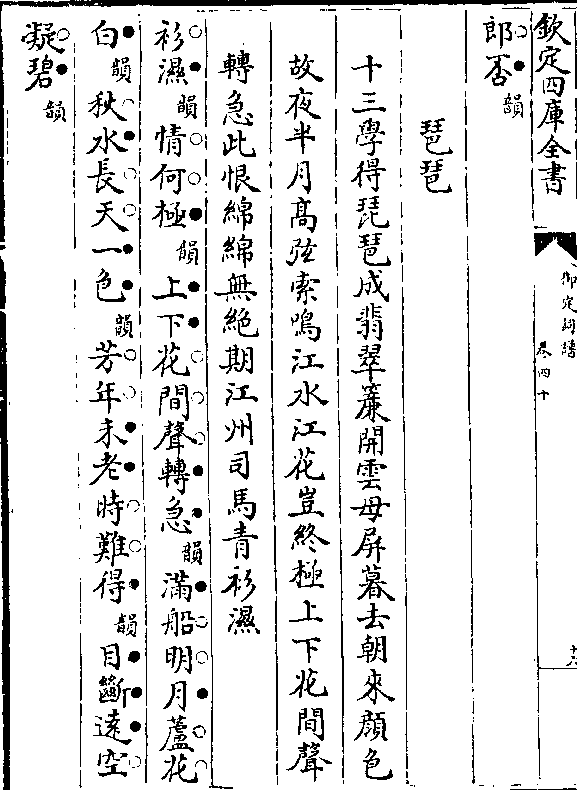 欽定四庫全書
御定詞譜
卷四十
郎否韻
琵琶
十三學得琵琶成翡翠簾開雲母屏暮去朝來顔色
故夜半月髙弦索鳴江水江花豈終極上下花間聲
轉急此恨綿綿無絶期江州司馬青衫濕
衫濕韻情何極韻上下花間聲轉急韻滿船明月蘆花
白韻秋水長天一色韻芳年未老時難得韻目斷遠空
凝碧韻